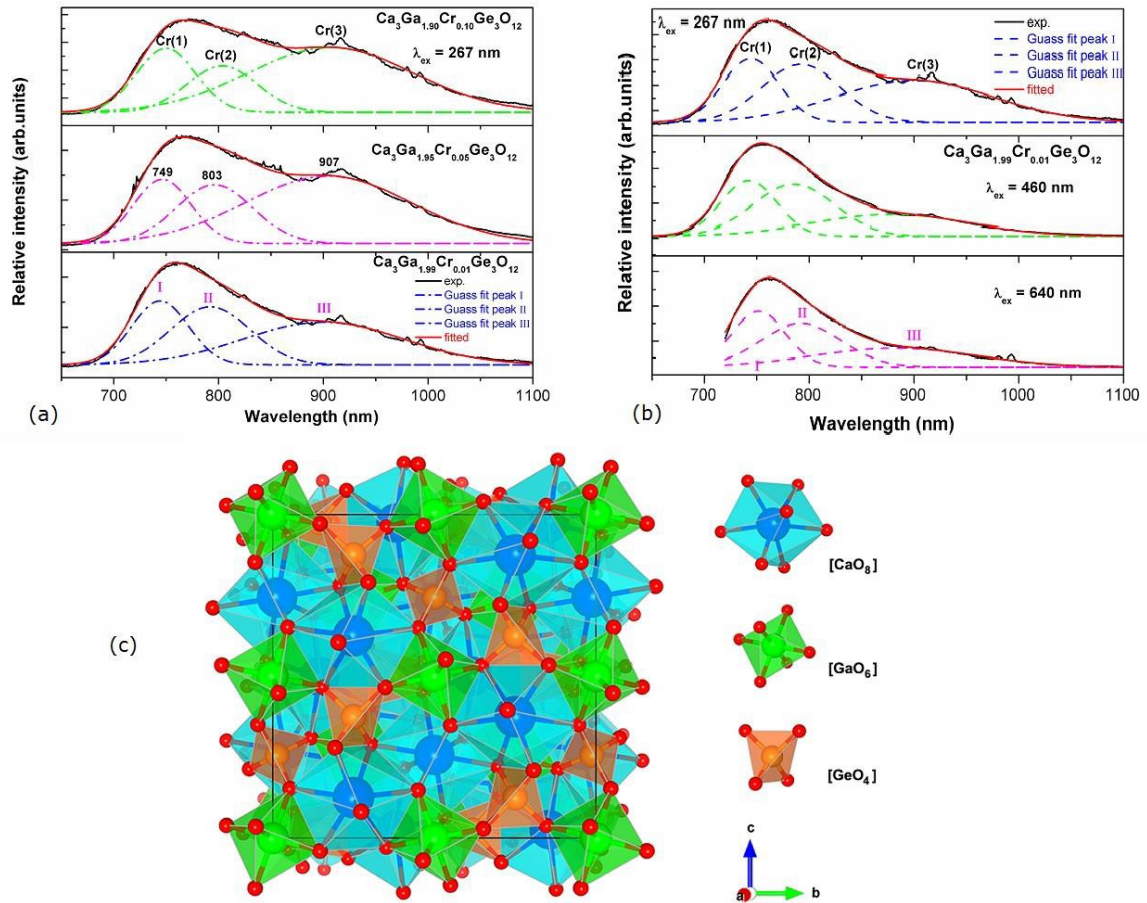 Relative intensity (arb.units)
Ca3Ga1.90Cr0.10Ge3O12
λex = 267 nm
Cr(1)
Cr(2)
Cr(3)
Ca3Ga1.95Cr0.05Ge3O12
749
803
907
Ca3Ga1.99Cr0.01Ge3O12
exp.
Guass fit peak I
Guass fit peak II
Guass fit peak III
fitted
I
II
III
700 800 900 1000 1100
Wavelength (nm)
(a)
Relative intensity (arb.units)
λex = 267 nm
Cr(1)
Cr(2)
Cr(3)
exp.
Guass fit peak I
Guass fit peak II
Guass fit peak III
fitted
Ca3Ga1.99Cr0.01Ge3O12
λex = 460 nm
λex = 640 nm
I
II
III
700 800 900 1000 1100
Wavelength (nm)
(b)
(c)
[CaO8]
[GaO6]
[GeO4]
c
a
b